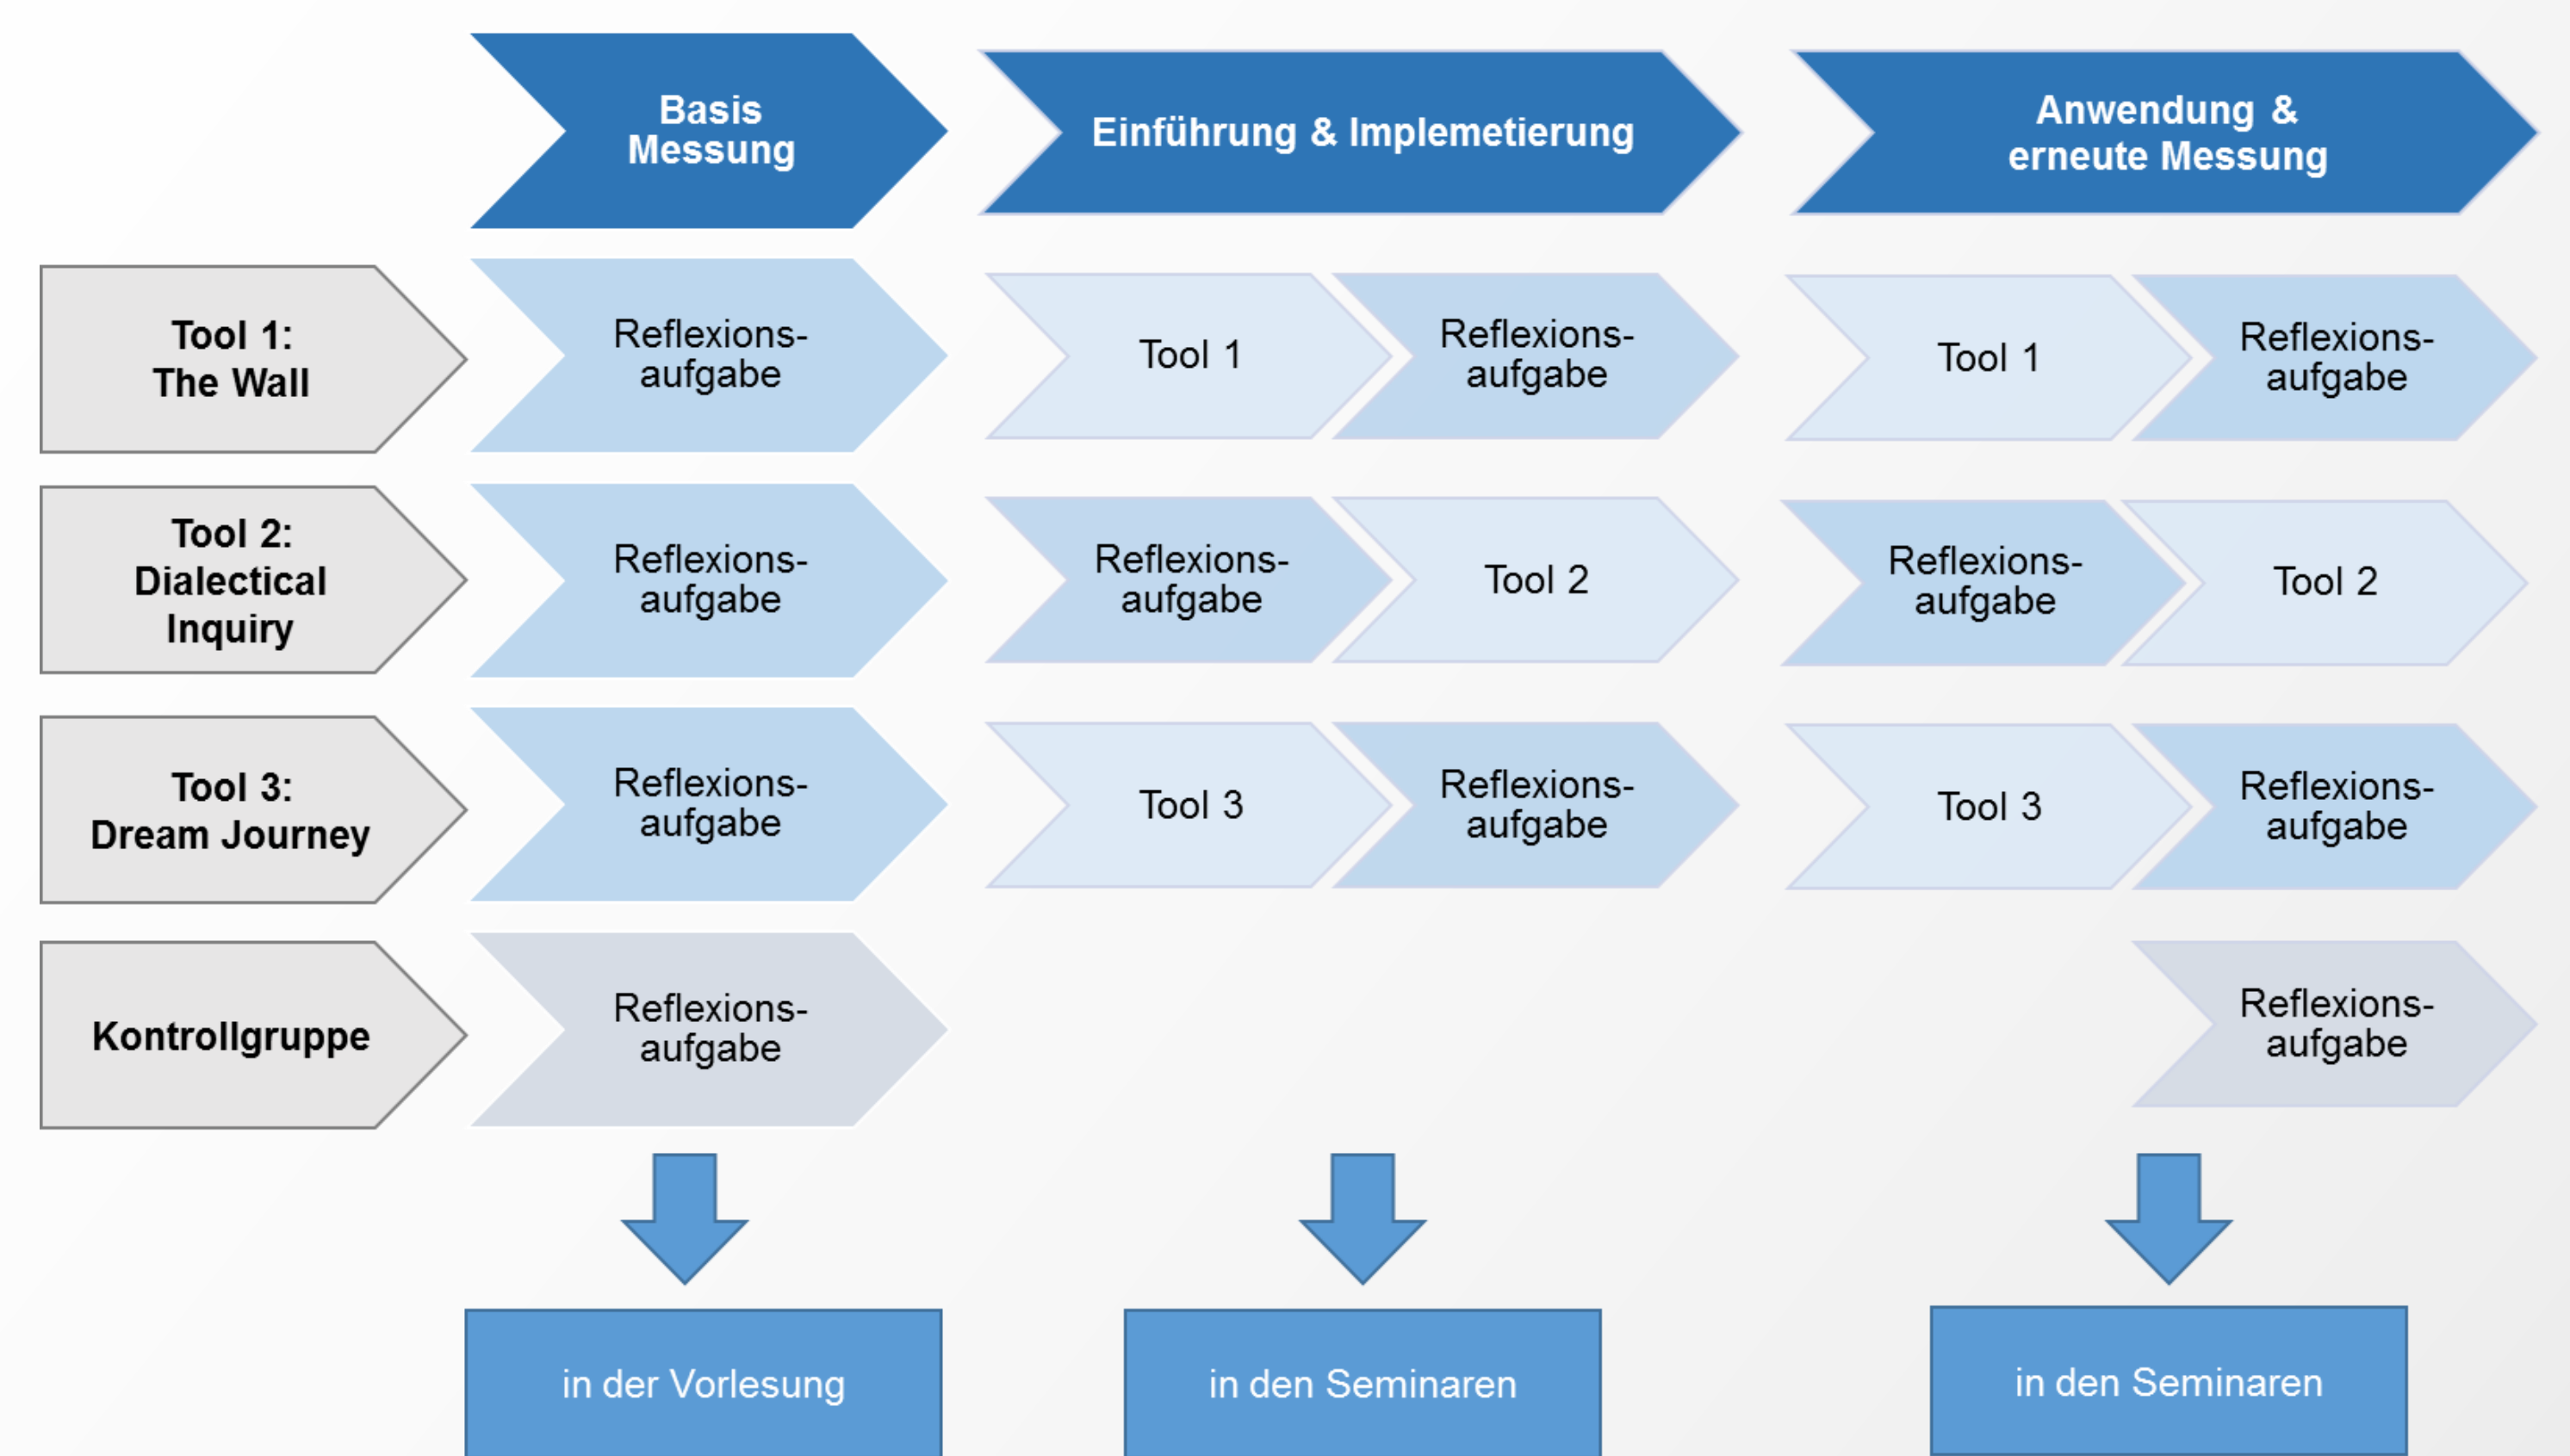 Basis
Messung
Einführung & Implemetierung
Anwendung &
erneute Messung
Tool 1:
The Wall
Reflexions-
aufgabe
Tool 1
Reflexions-
aufgabe
Tool 1
Reflexions-
aufgabe
Tool 2:
Dialectical
Inquiry
Reflexions-
aufgabe
Reflexions-
aufgabe
Tool 2
Reflexions-
aufgabe
Tool 2
Tool 3:
Dream Journey
Reflexions-
aufgabe
Tool 3
Reflexions-
aufgabe
Tool 3
Reflexions-
aufgabe
Kontrollgruppe
Reflexions-
aufgabe
Reflexions-
aufgabe
in der Vorlesung
in den Seminaren
in den Seminaren